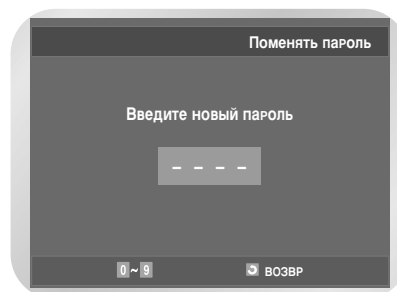 Поменять пароль
Введите новый пароль
– – – –
0 ~ 9 ВОЗВР